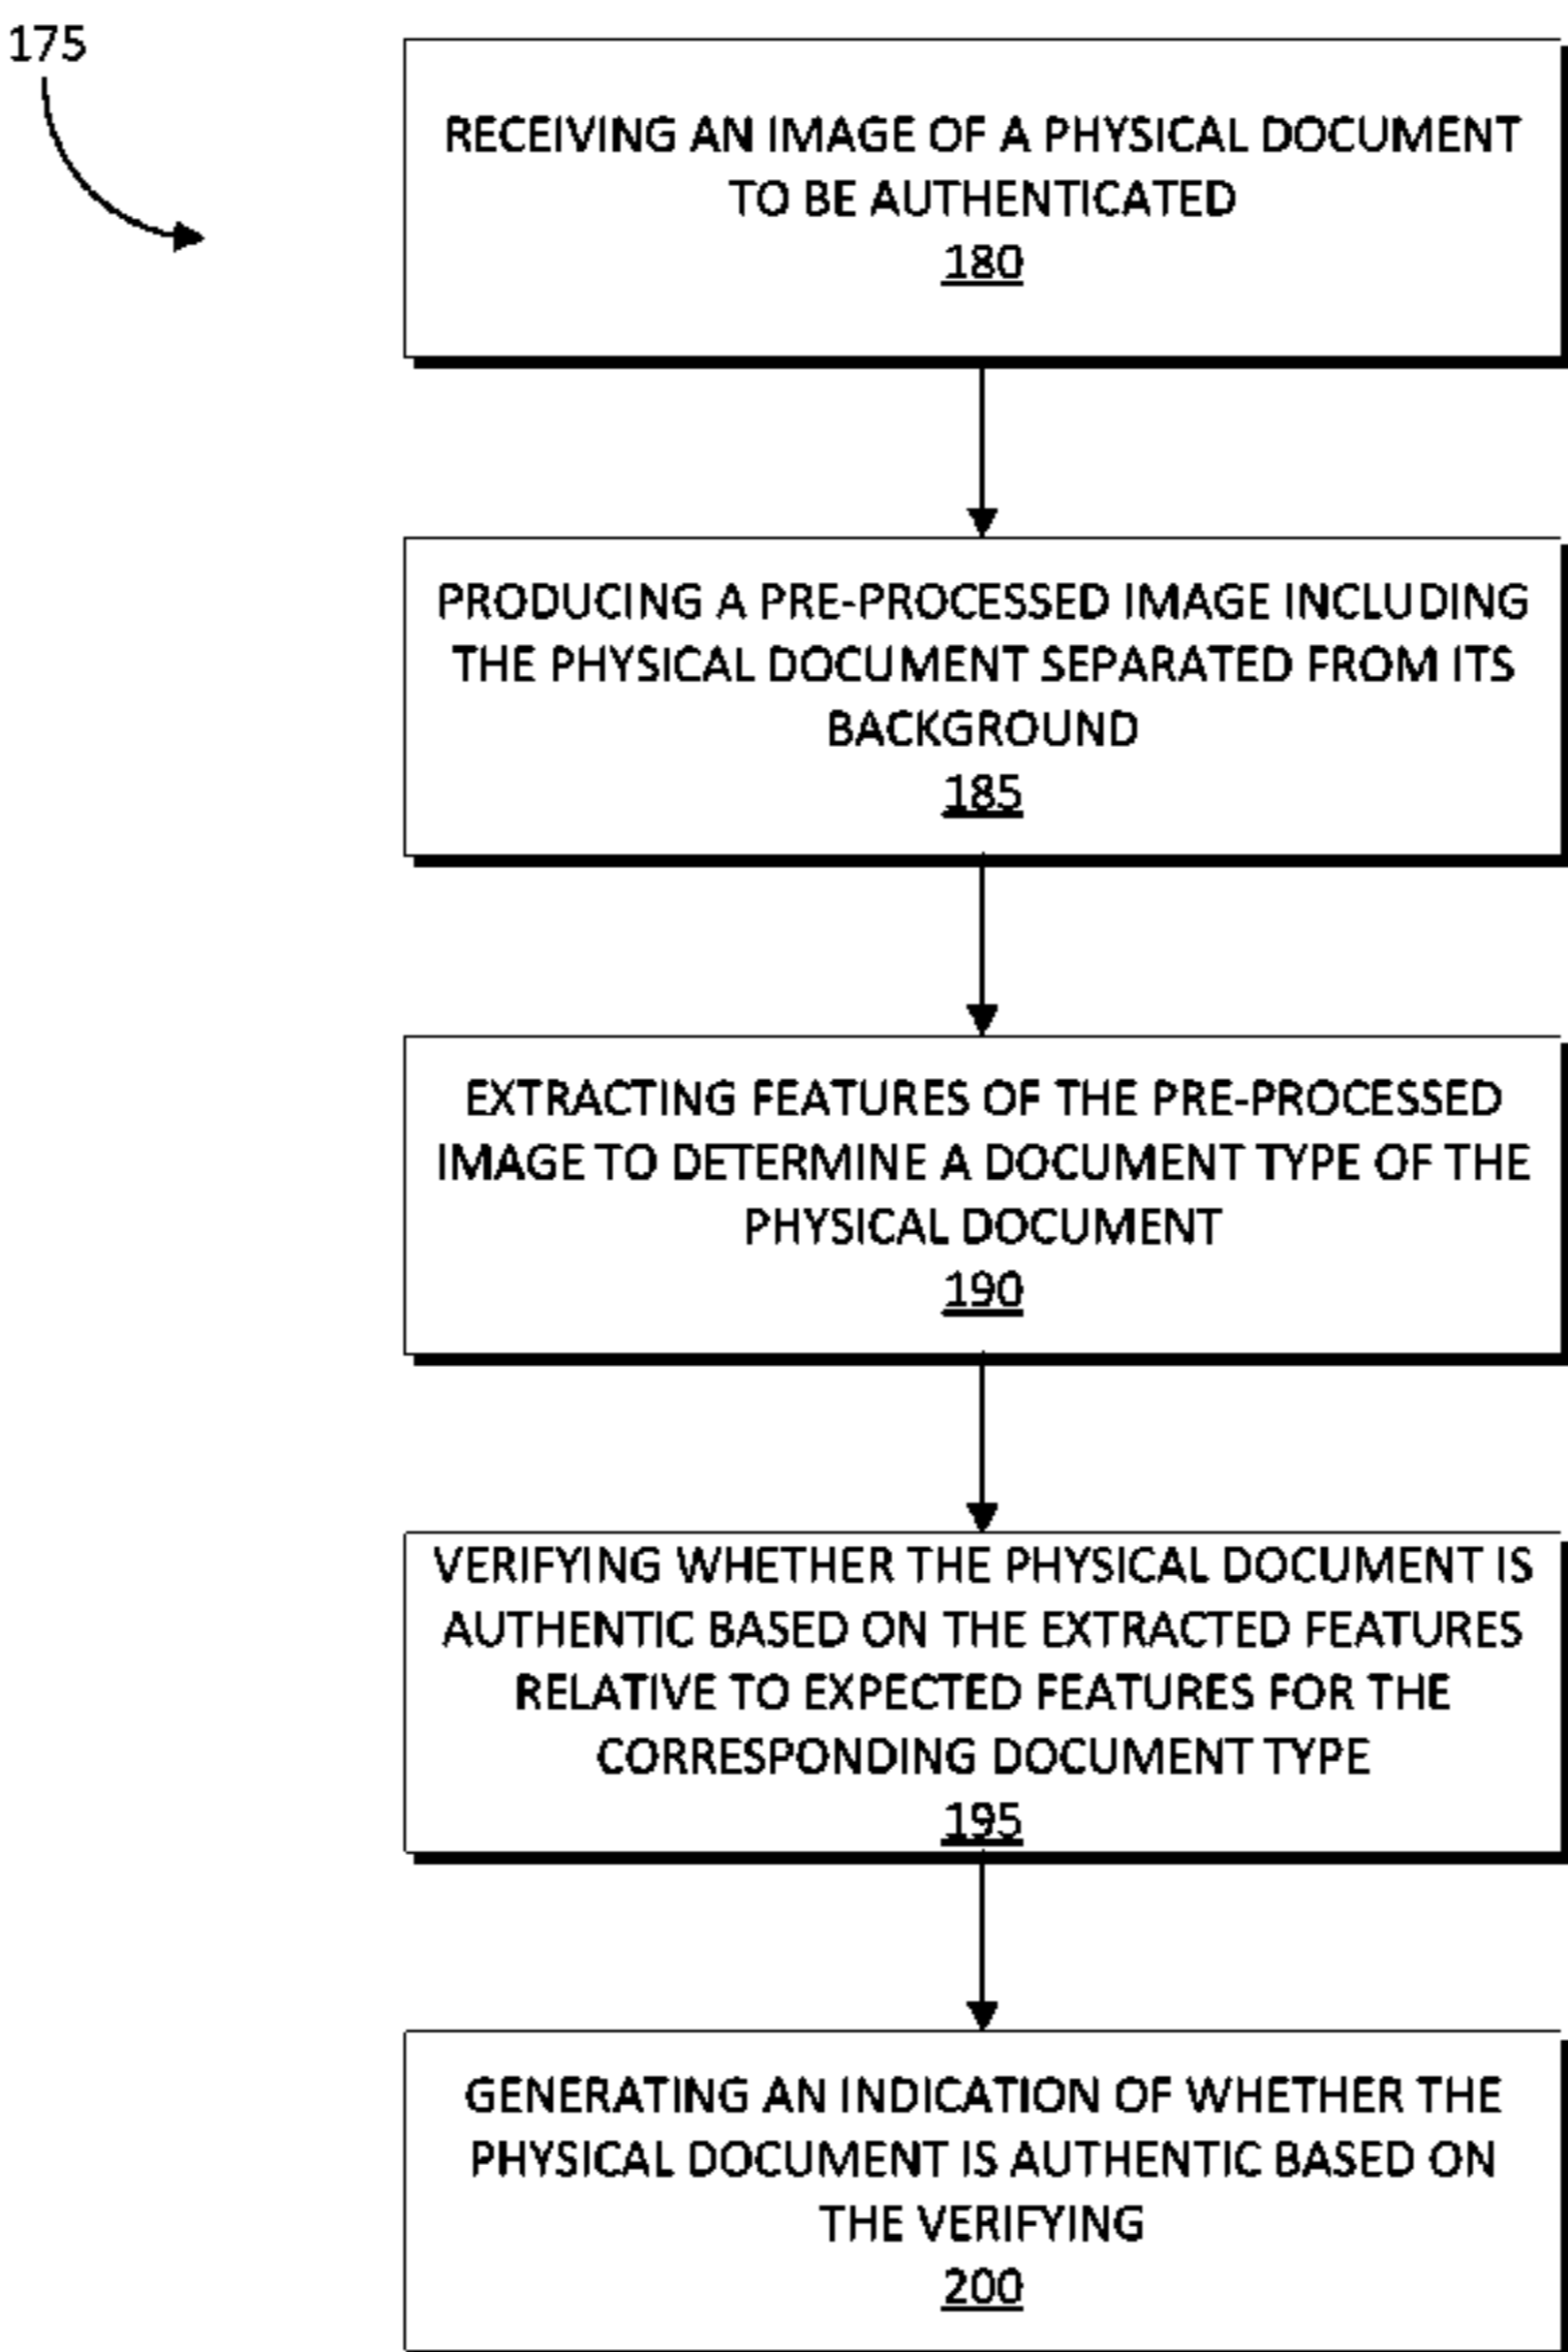 175
RECEIVING AN IMAGE OF A PHYSICAL DOCUMENT
TO BE AUTHENTICATED
180
PRODUCING A PRE-PROCESSED IMAGE INCLUDING
THE PHYSICAL DOCUMENT SEPARATED FROM ITS
BACKGROUND
185
EXTRACTING FEATURES OF THE PRE-PROCESSED
IMAGE TO DETERMINE A DOCUMENT TYPE OF THE
PHYSICAL DOCUMENT
190
VERIFYING WHETHER THE PHYSICAL DOCUMENT IS
AUTHENTIC BASED ON THE EXTRACTED FEATURES
RELATIVE TO EXPECTED FEATURES FOR THE
CORRESPONDING DOCUMENT TYPE
195
GENERATING AN INDICATION OF WHETHER THE
PHYSICAL DOCUMENT IS AUTHENTIC BASED ON
THE VERIFYING
200